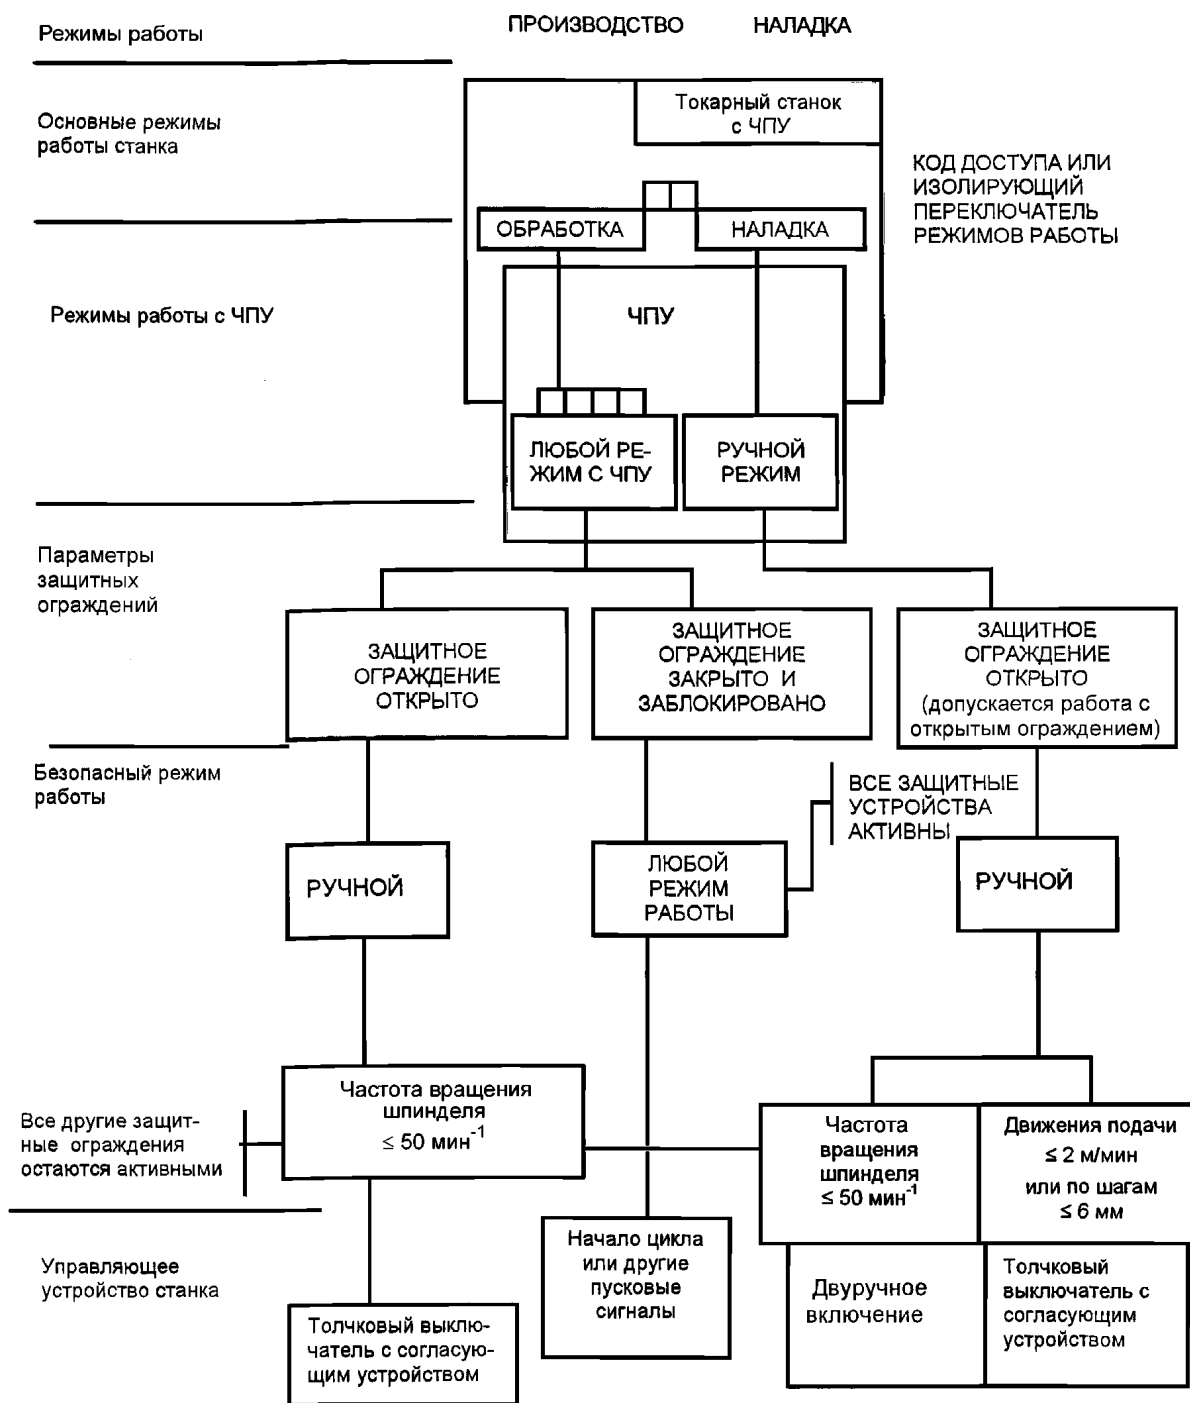 Режимы работы
ПРОИЗВОДСТВО
НАЛАДКА
Основные режимы
работы станка
Токарный станок
с ЧПУ
КОД ДОСТУПА ИЛИ
ИЗОЛИРУЮЩИЙ
ПЕРЕКЛЮЧАТЕЛЬ
РЕЖИМОВ РАБОТЫ
ОБРАБОТКА
НАЛАДКА
Режимы работы с ЧПУ
ЧПУ
ЛЮБОЙ РЕ-
ЖИМ С ЧПУ
РУЧНОЙ
РЕЖИМ
Параметры
защитных
ограждений
ЗАЩИТНОЕ
ОГРАЖДЕНИЕ
ОТКРЫТО
ЗАЩИТНОЕ
ОГРАЖДЕНИЕ
ЗАКРЫТО И
ЗАБЛОКИРОВАНО
ЗАЩИТНОЕ
ОГРАЖДЕНИЕ
ОТКРЫТО
(допускается работа с
открытым ограждением)
Безопасный режим
работы
ВСЕ ЗАЩИТНЫЕ
УСТРОЙСТВА
АКТИВНЫ
РУЧНОЙ
ЛЮБОЙ
РЕЖИМ
РАБОТЫ
РУЧНОЙ
Все другие защит-
ные ограждения
остаются активными
Частота вращения
шпинделя
≤ 50 мин⁻¹
Частота
вращения
шпинделя
≤ 50 мин⁻¹
Движения подачи
≤ 2 м/мин
или по шагам
≤ 6 мм
Управляющее
устройство станка
Толчковый выклю-
чатель с согласую-
щим устройством
Начало цикла
или другие
пусковые
сигналы
Двуручное
включение
Толчковый
выключатель с
согласующим
устройством